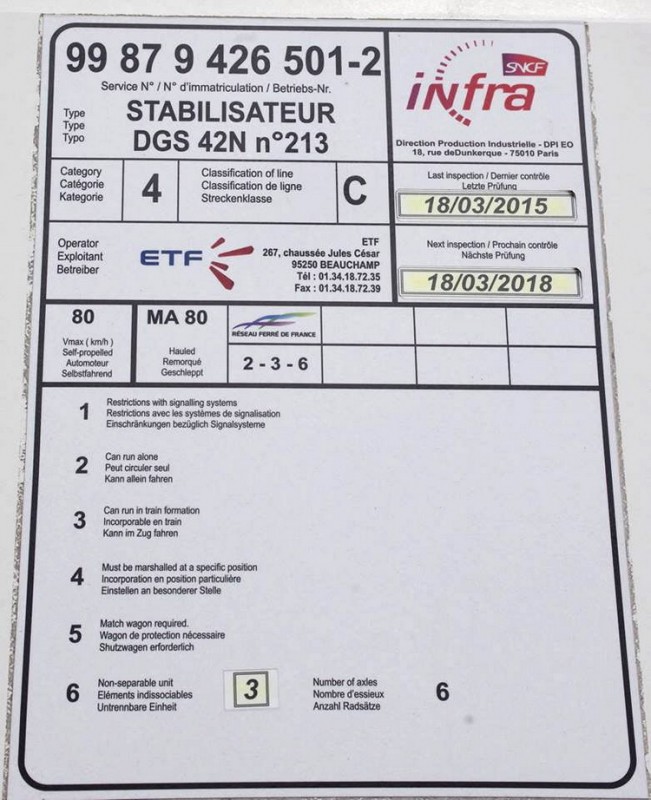 99 87 9 426 501-2
Service N° / N° d'immatriculation / Betriebs-Nr.
Type
Type
Typo
STABILISATEUR
DGS 42N n°213
SNCF
infra
Direction Production Industrielle - DPI EO
18, rue deDunkerque - 75010 Paris
Category
Catégorie
Kategorie
4
Classification of line
Classification de ligne
Streckenklasse
C
Last inspection / Dernier contrôle
Letzte Prüfung
18/03/2015
Operator
Exploitant
Betreiber
ETF
ETF
267, chaussée Jules César
95250 BEAUCHAMP
Tél : 01.34.18.72.35
Fax : 01.34.18.72.39
Next inspection / Prochain contrôle
Nächste Prüfung
18/03/2018
80
Vmax ( km/h )
Self-propelled
Automoteur
Selbstfahrend
MA 80
Hauled
Remorqué
Geschleppt
RÉSEAU FERRÉ DE FRANCE
2 - 3 - 6
1
Restrictions with signalling systems
Restrictions avec les systèmes de signalisation
Einschränkungen bezüglich Signalsysteme
2
Can run alone
Peut circuler seul
Kann allein fahren
3
Can run in train formation
Incorporable en train
Kann im Zug fahren
4
Must be marshalled at a specific position
Incorporation en position particulière
Einstellen an besonderer Stelle
5
Match wagon required.
Wagon de protection nécessaire
Shutzwagen erforderlich
6
Non-separable unit
Eléments indissociables
Untrennbare Einheit
3
Number of axles
Nombre d'essieux
Anzahl Radsätze
6